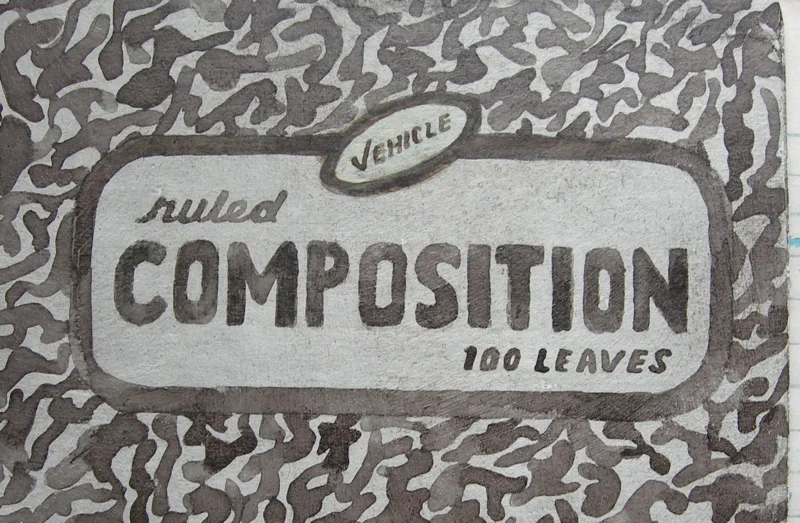 VEHICLE
ruled
COMPOSITION
100 LEAVES